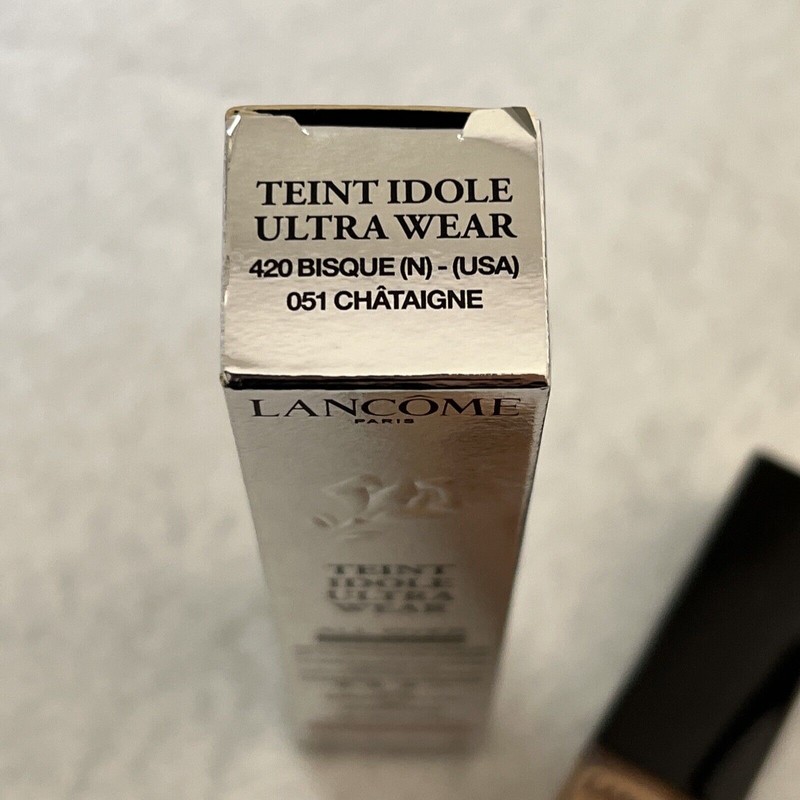 TEINT IDOLE
ULTRA WEAR
420 BISQUE (N) - (USA)
051 CHÂTAIGNE
LANCÔME
PARIS
TEINT
IDOLE
ULTRA
WEAR